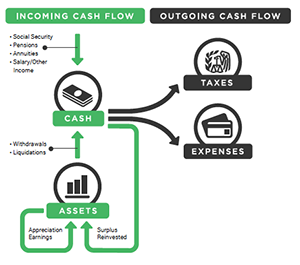 INCOMING CASH FLOW
OUTGOING CASH FLOW
• Social Security
• Pensions
• Annuities
• Salary/Other
Income
CASH
TAXES
EXPENSES
• Withdrawals
• Liquidations
ASSETS
Appreciation
Earnings
Surplus
Reinvested